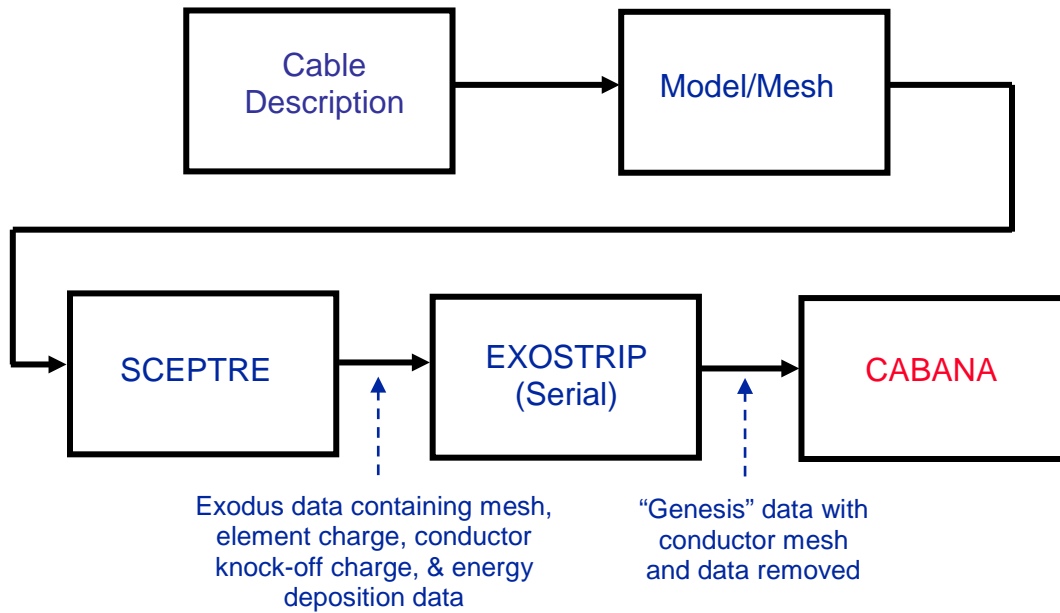 Cable
Description
Model/Mesh
SCEPTRE
EXOSTRIP
(Serial)
CABANA
Exodus data containing mesh,
element charge, conductor
knock-off charge, & energy
deposition data
“Genesis” data with
conductor mesh
and data removed